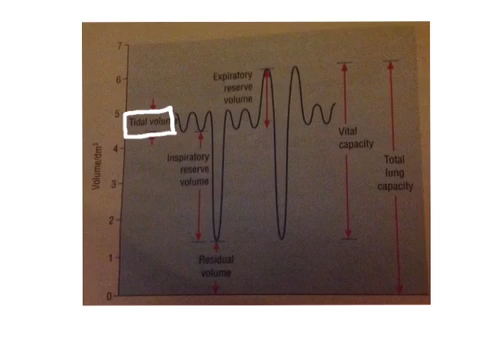 7
Expiratory
reserve
volume
6
Tidal volum
5
Volume/dm³
4
Vital
capacity
Inspiratory
reserve
volume
Total
lung
capacity
3
2
Residual
volume
1
0